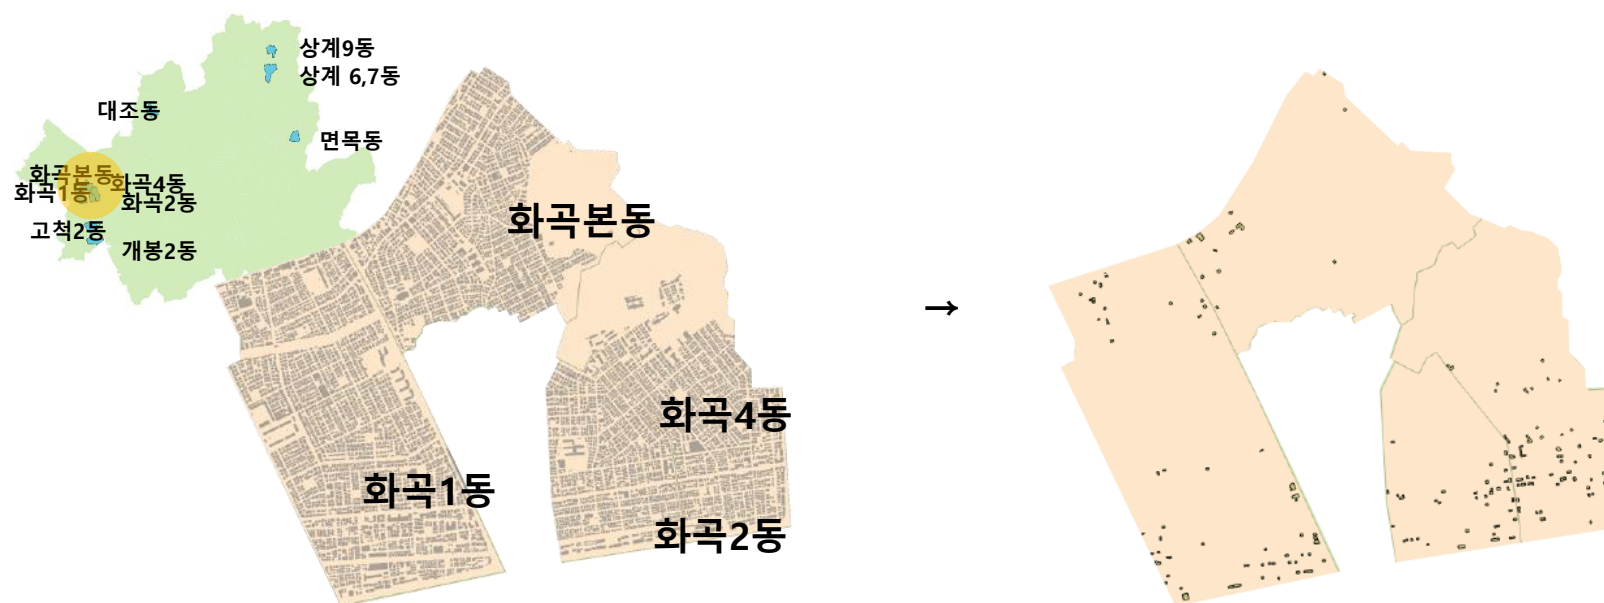 상계9동
상계 6,7동
대조동
면목동
화곡본동
화곡4동
화곡1동
화곡2동
고척2동
개봉2동
화곡본동
→
화곡4동
화곡1동
화곡2동